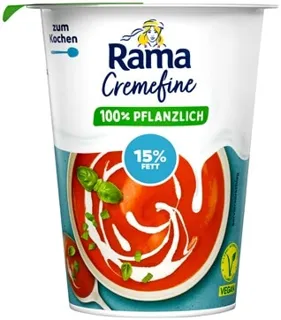 zum
Kochen
Rama
Cremefine
100% PFLANZLICH
15%
FETT
VEGAN